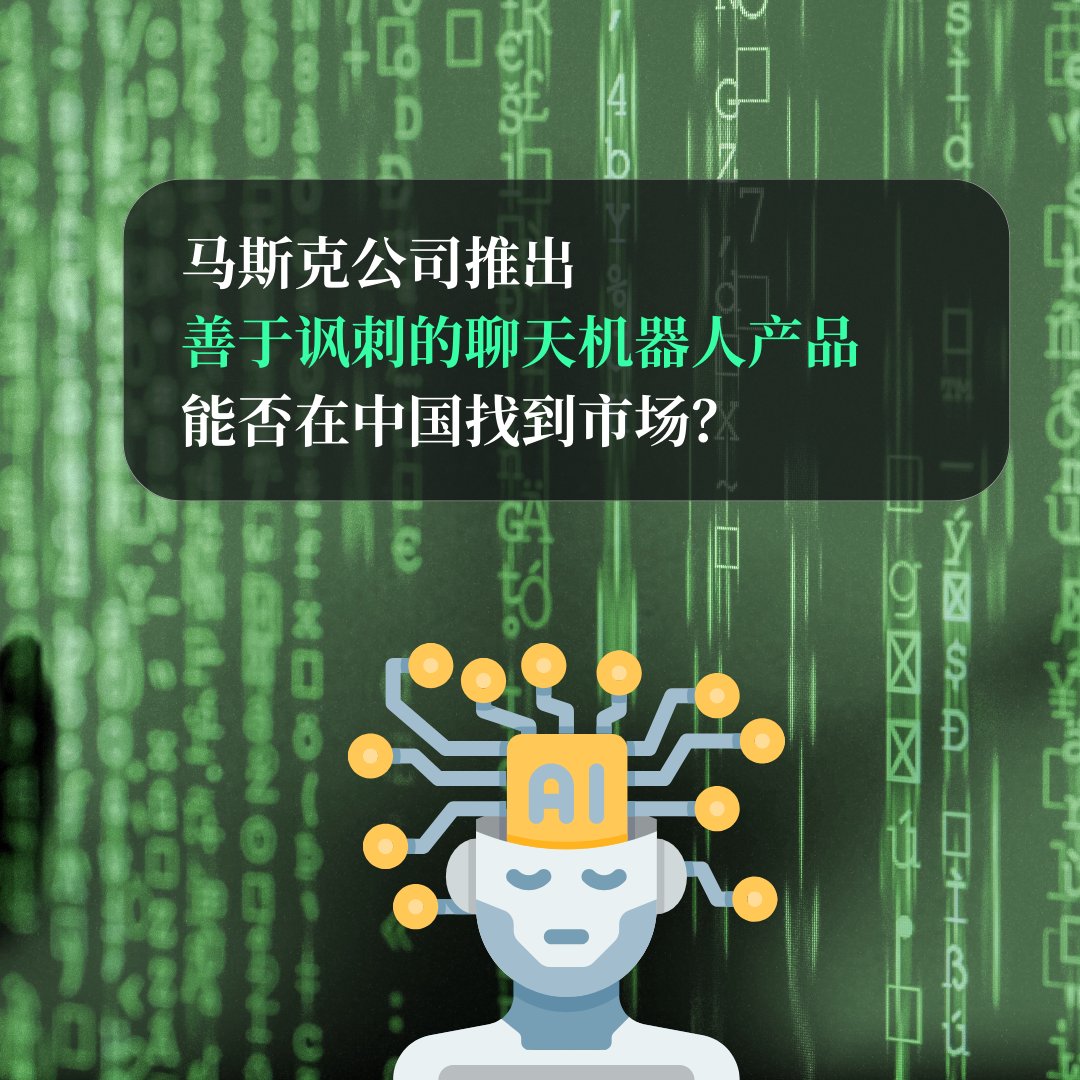 马斯克公司推出
善于讽刺的聊天机器人产品
能否在中国找到市场?
AI